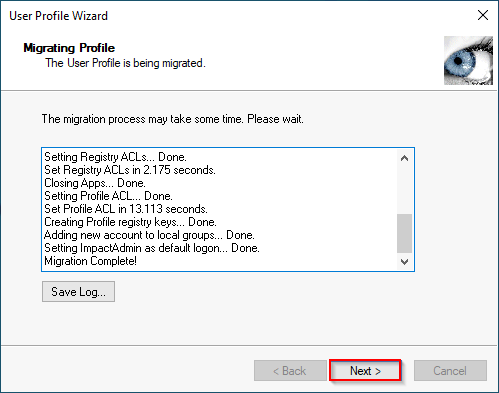 User Profile Wizard
Migrating Profile
The User Profile is being migrated.
The migration process may take some time. Please wait.
Setting Registry ACLs... Done.
Set Registry ACLs in 2.175 seconds.
Closing Apps... Done.
Setting Profile ACL... Done.
Set Profile ACL in 13.113 seconds.
Creating Profile registry keys... Done.
Adding new account to local groups... Done.
Setting ImpactAdmin as default logon... Done.
Migration Complete!
Save Log...
< Back
Next >
Cancel